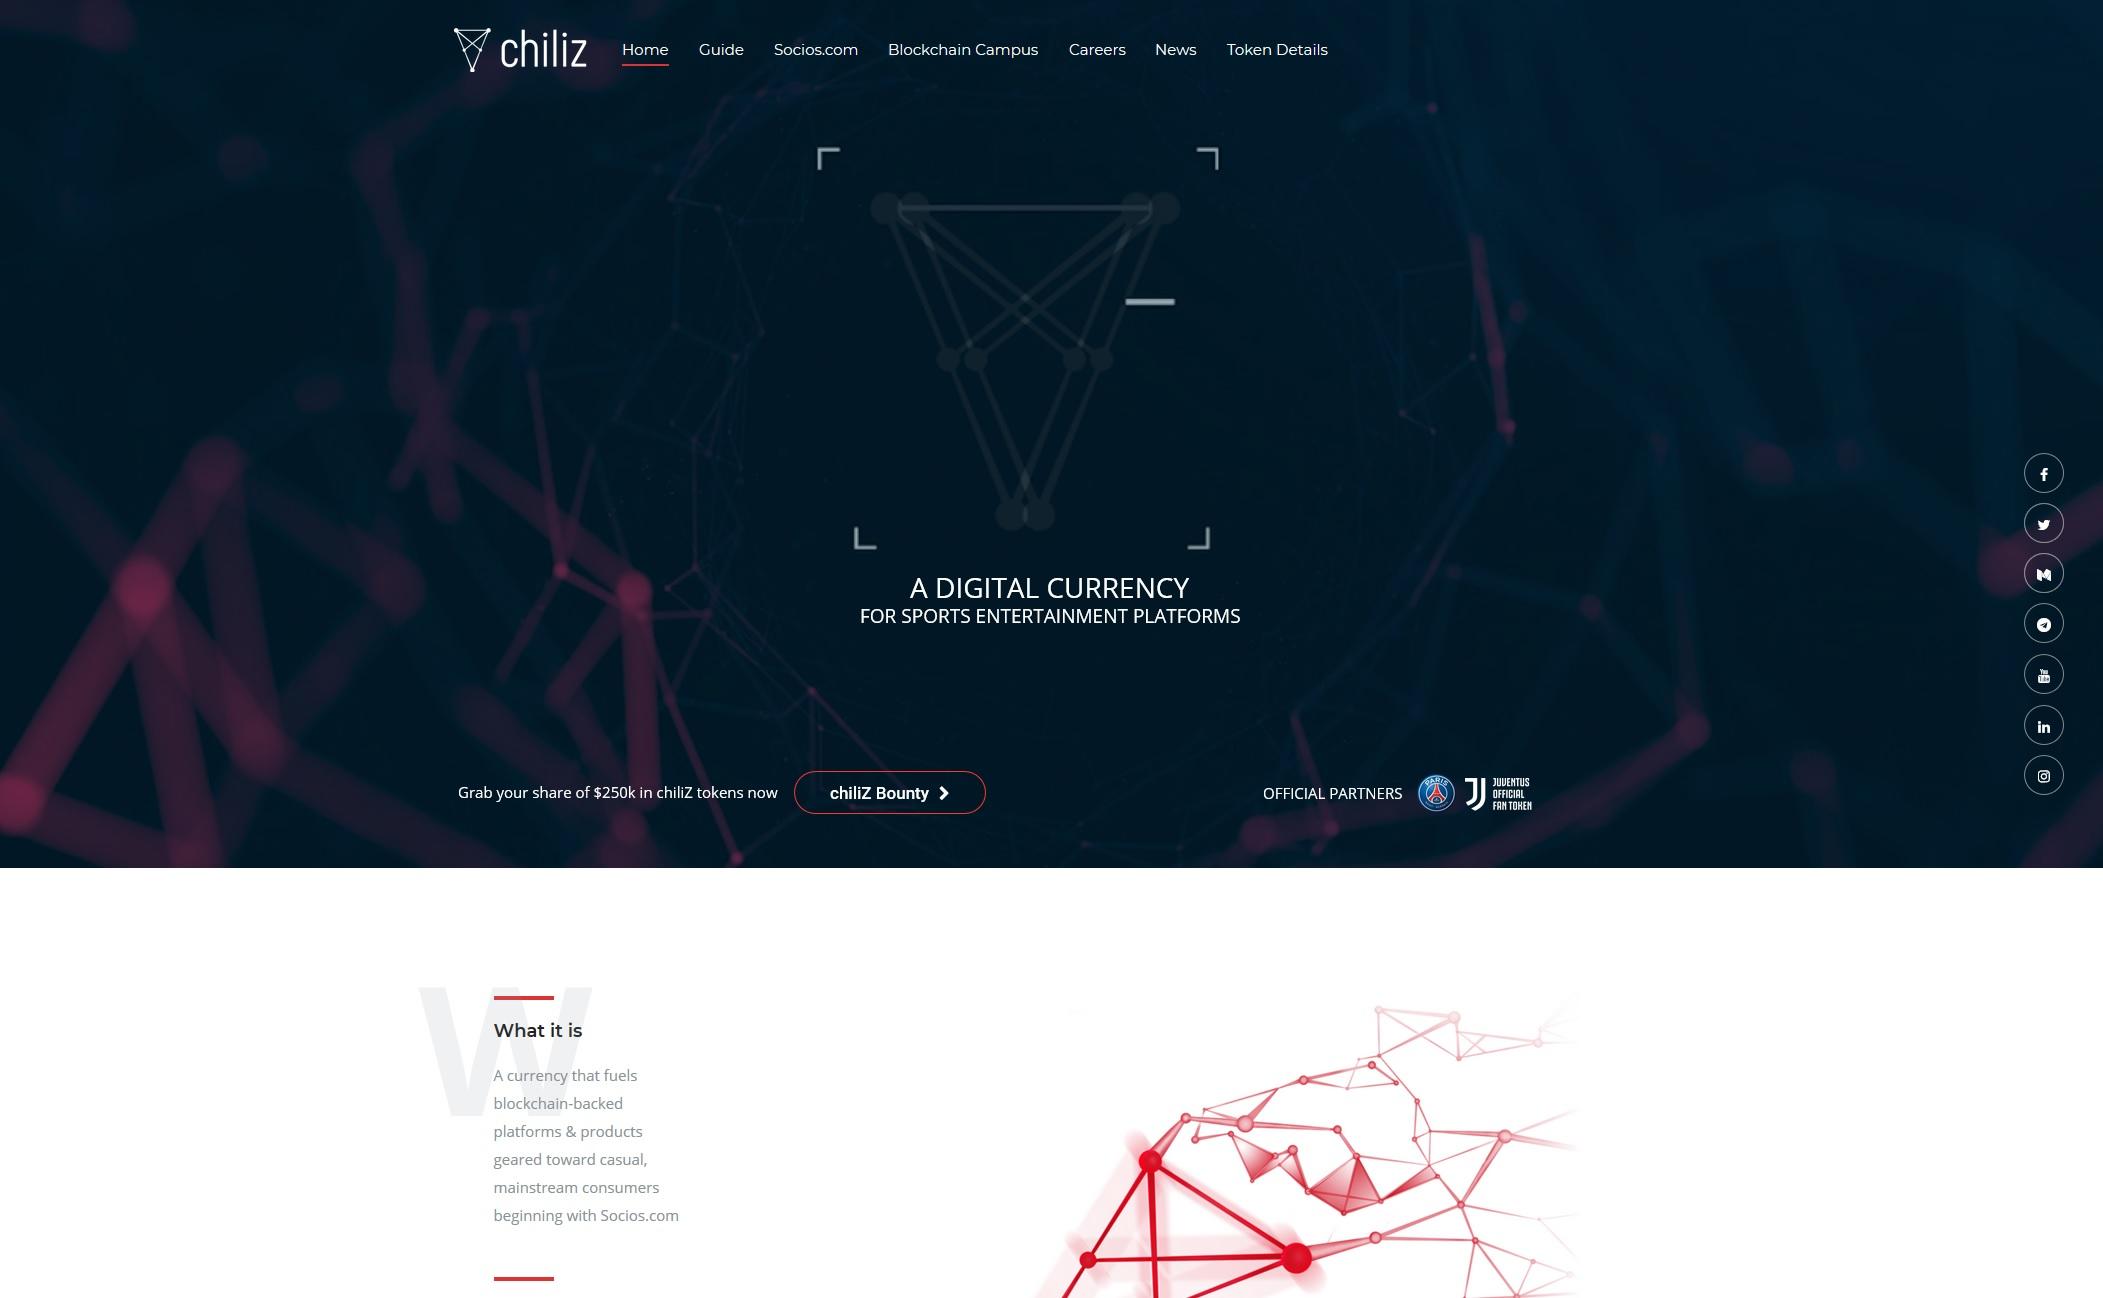 chiliz
Home Guide Socios.com Blockchain Campus Careers News Token Details
A DIGITAL CURRENCY
FOR SPORTS ENTERTAINMENT PLATFORMS
Grab your share of $250k in chiliZ tokens now
chiliZ Bounty
OFFICIAL PARTNERS
PARIS
JUVENTUS
OFFICIAL
FAN TOKEN
W
What it is
A currency that fuels
blockchain-backed
platforms & products
geared toward casual,
mainstream consumers
beginning with Socios.com